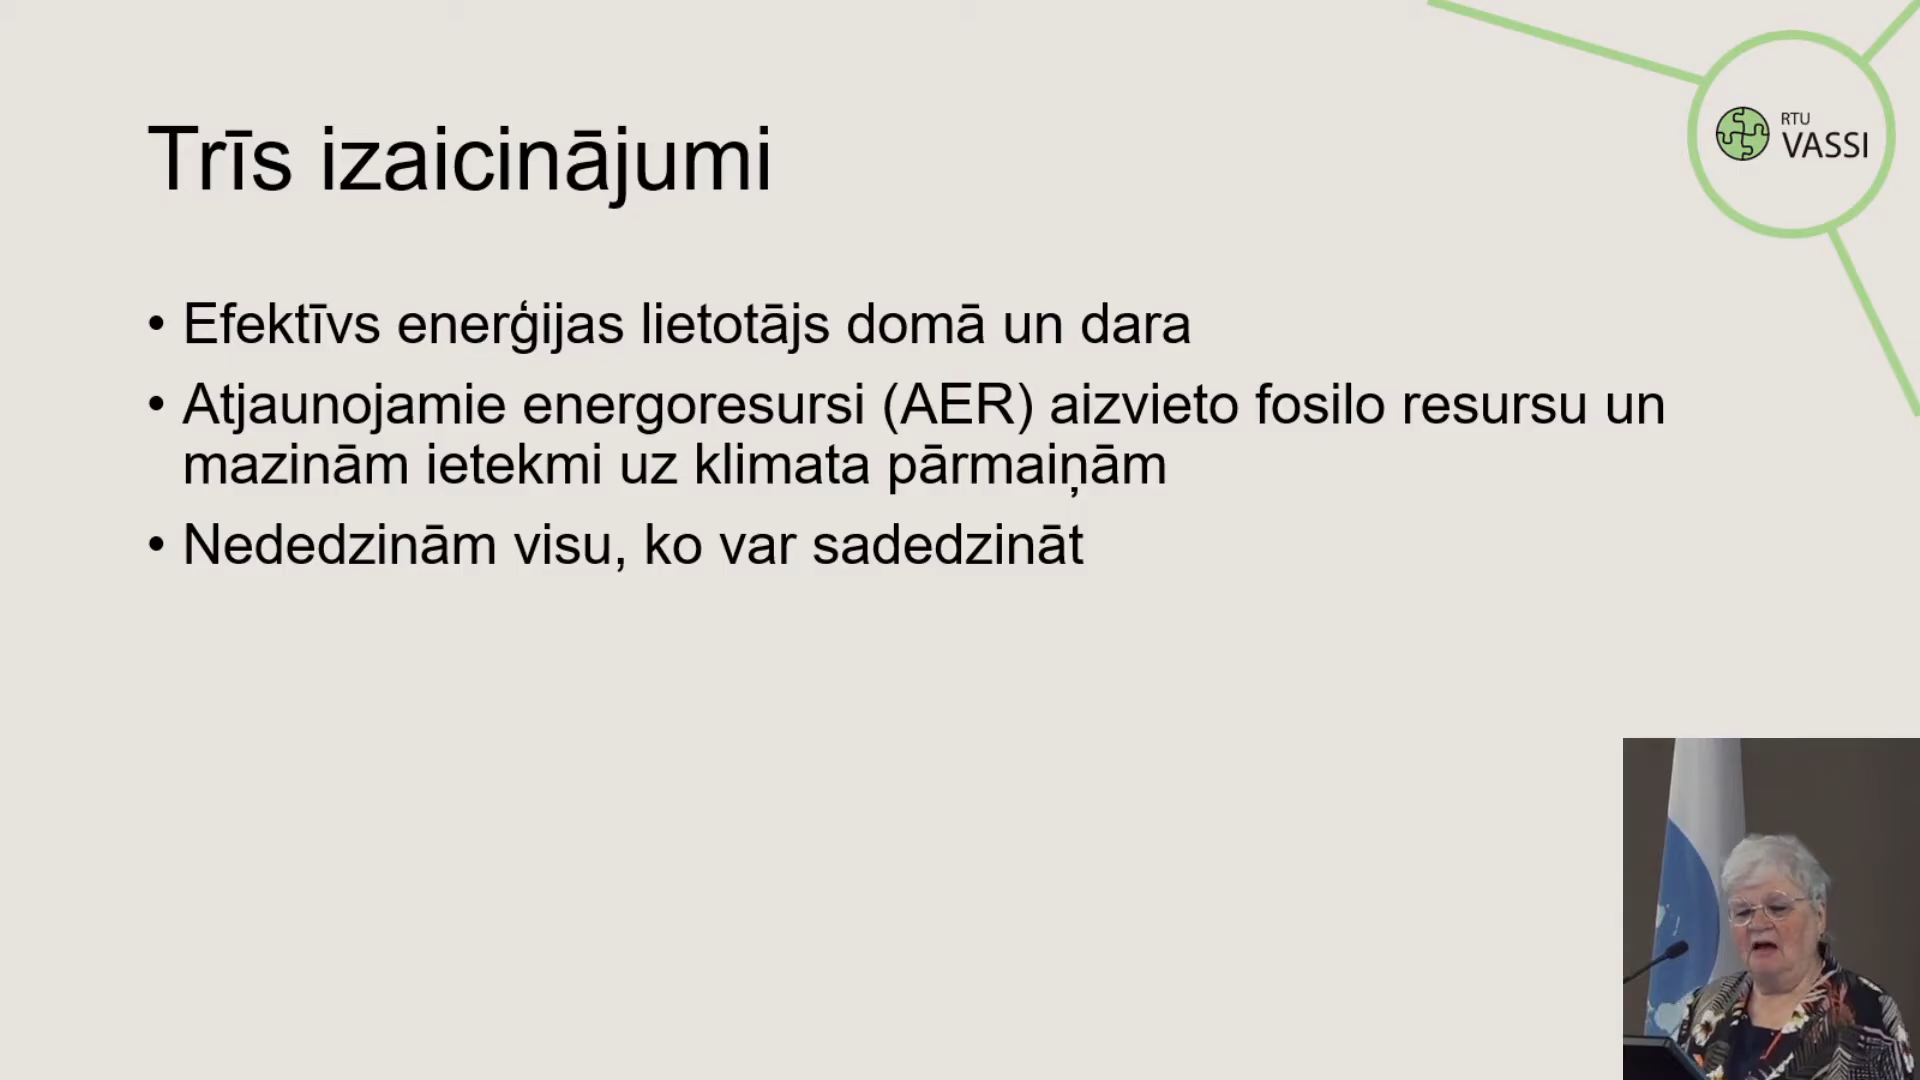 Trīs izaicinājumi
RTU
VASSI
• Efektīvs enerģijas lietotājs domā un dara
• Atjaunojamie energoresursi (AER) aizvieto fosilo resursu un
mazinām ietekmi uz klimata pārmaiņām
• Nededzinām visu, ko var sadedzināt